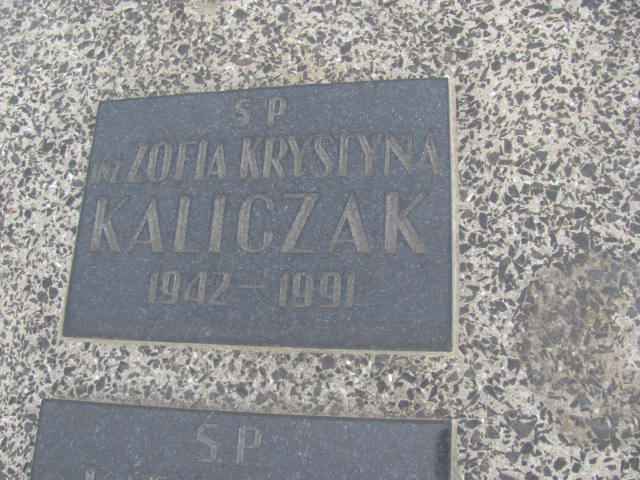 Ś P
INŻ ZOFIA KRYSTYNA
KALICZAK
1942 – 1991
Ś P.